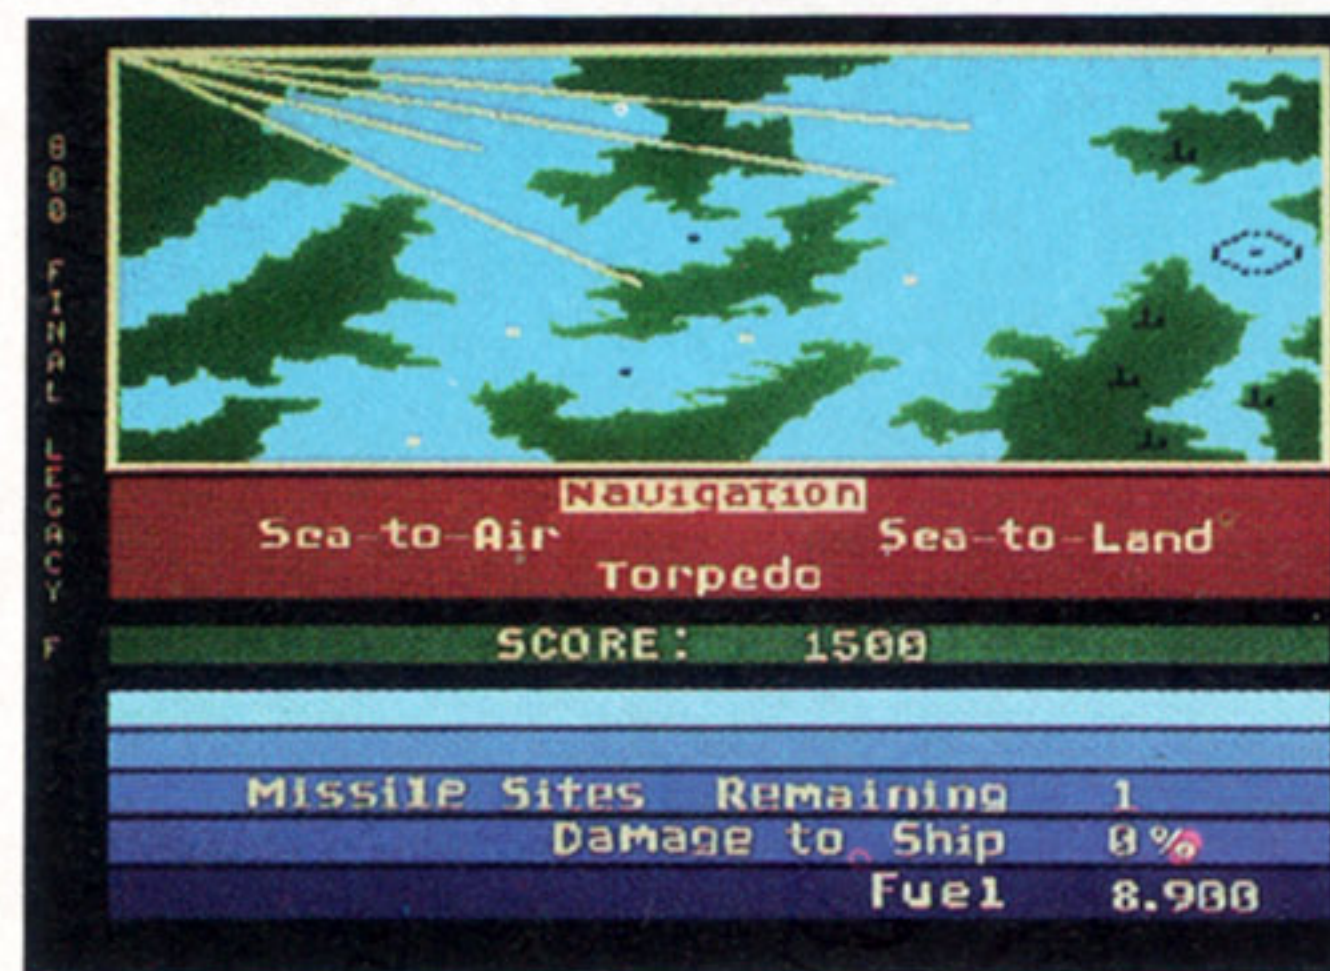 800 FINAL LEGACY F
Navigation
Sea-to-Air Sea-to-Land
Torpedo
SCORE: 1500
Missile Sites Remaining 1
Damage to Ship 0%
Fuel 8.900